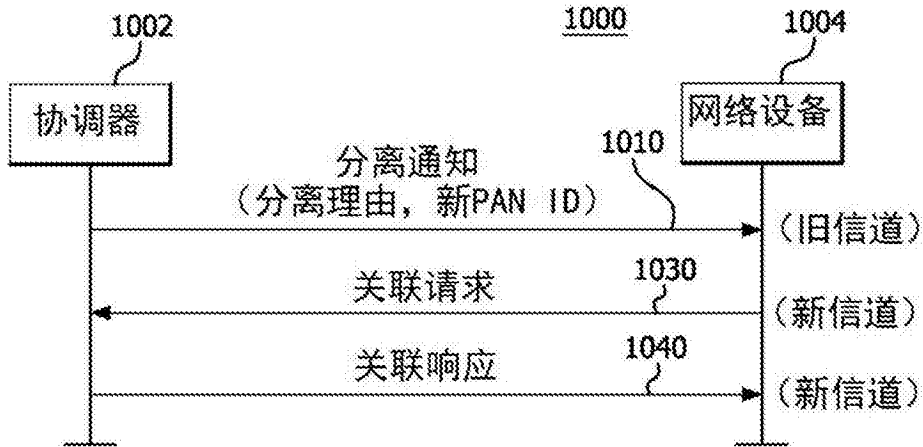 1000
1002
1004
协调器
网络设备
分离通知
1010
(分离理由, 新PAN ID)
(旧信道)
关联请求
1030
(新信道)
关联响应
1040
(新信道)